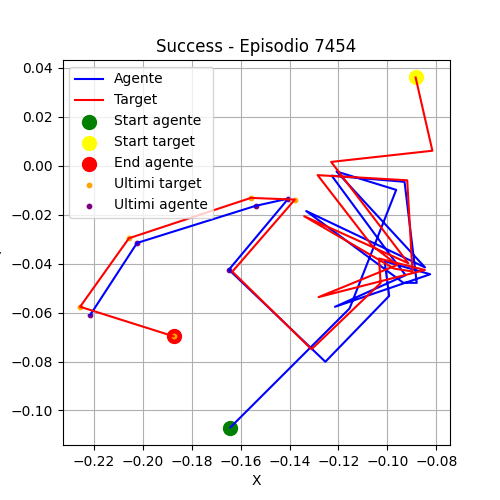 Success - Episodio 7454
Agente
Target
Start agente
Start target
End agente
Ultimi target
Ultimi agente
0.04
0.02
0.00
−0.02
−0.04
−0.06
−0.08
−0.10
−0.22 −0.20 −0.18 −0.16 −0.14 −0.12 −0.10 −0.08
X